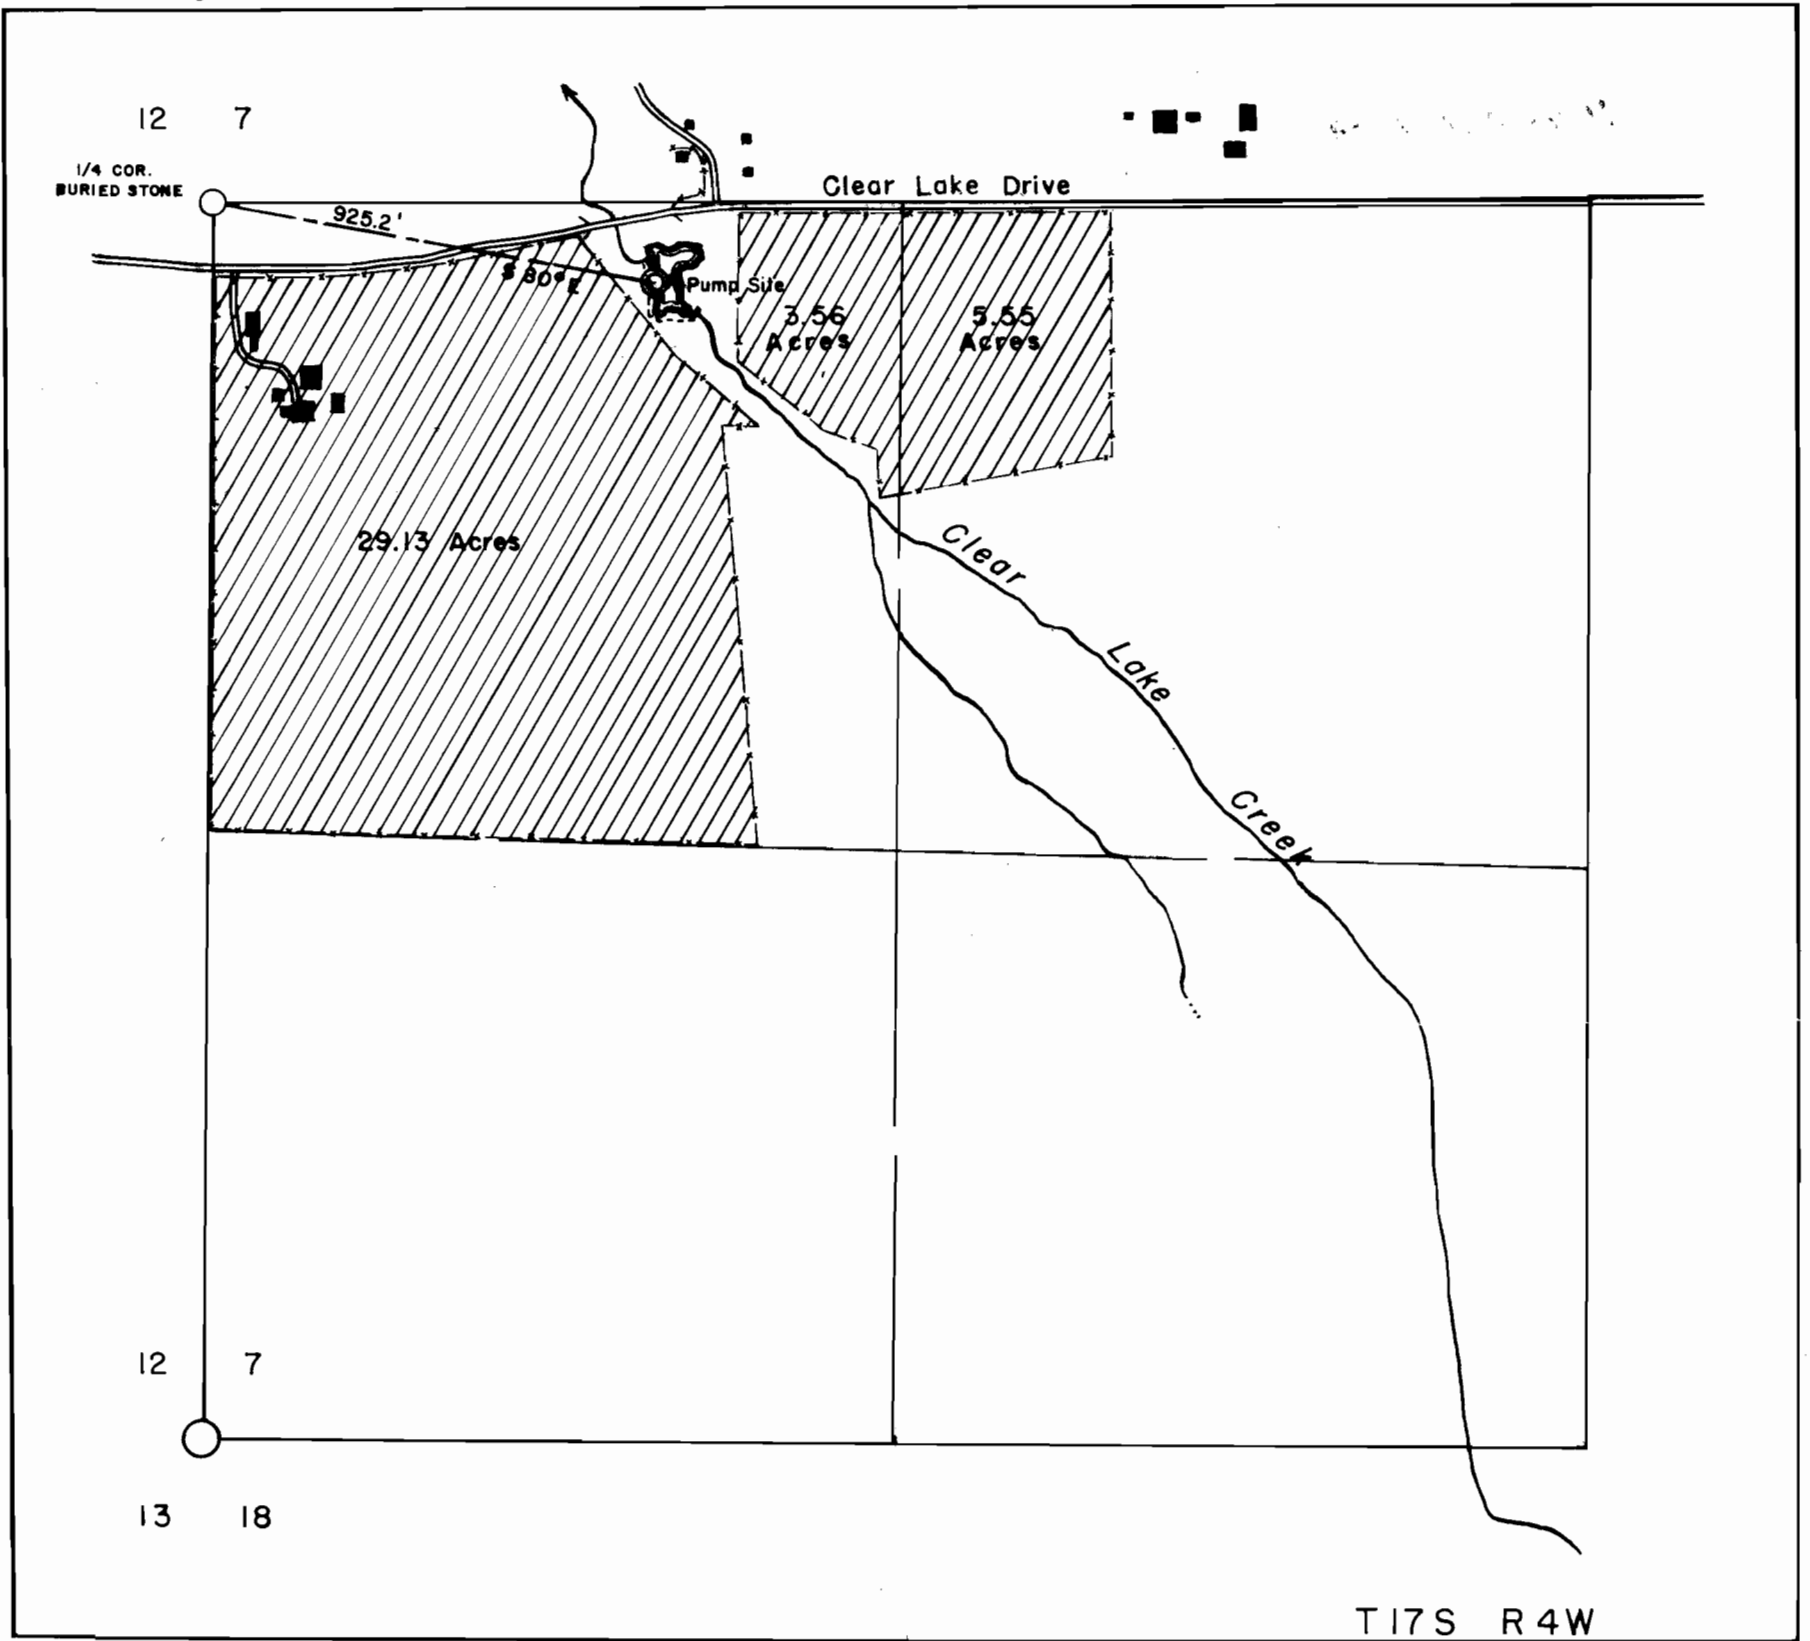 12 7
1/4 COR.
BURIED STONE
Clear Lake Drive
925.2'
S 80° E
Pump Site
3.56
Acres
5.55
Acres
29.13 Acres
Clear Lake Creek
12 7
13 18
T17S R4W